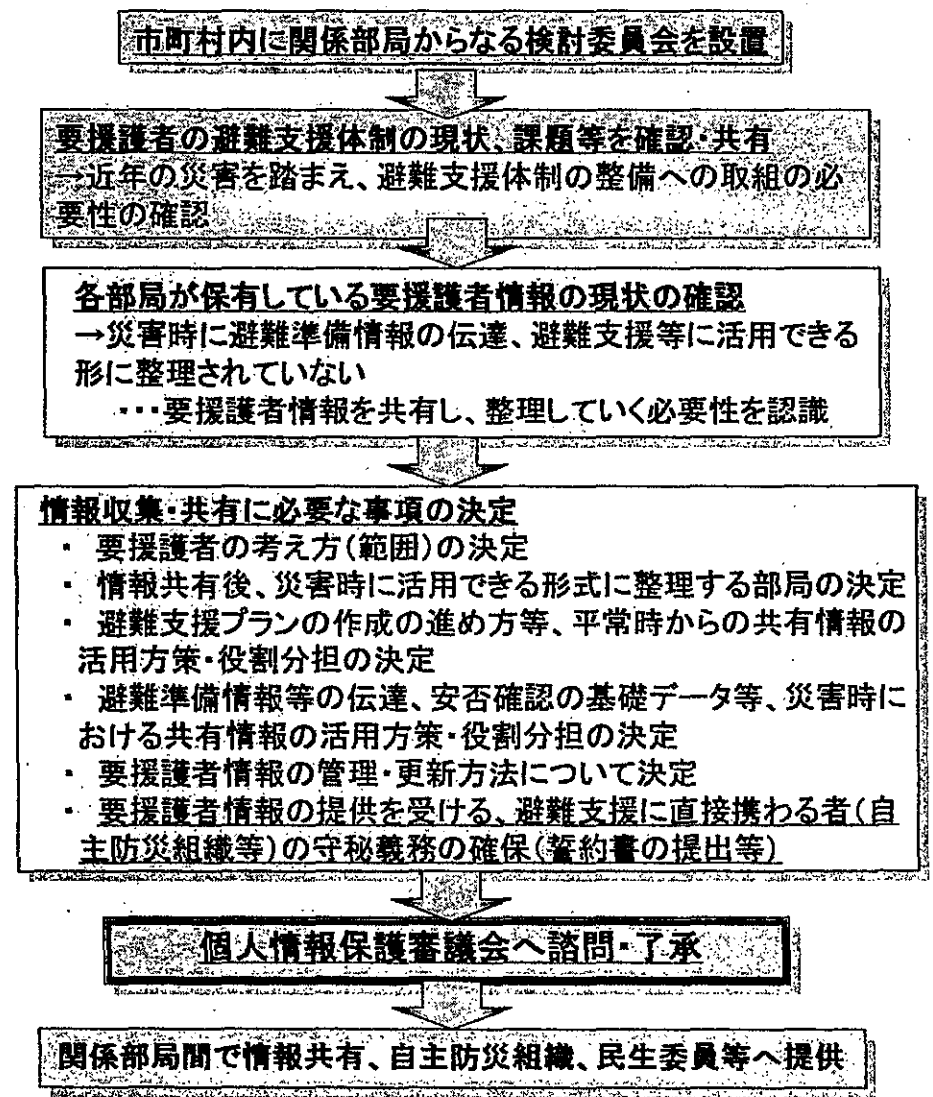 市町村内に関係部局からなる検討委員会を設置
要援護者の避難支援体制の現状、課題等を確認・共有
→近年の災害を踏まえ、避難支援体制の整備への取組の必
要性の確認
各部局が保有している要援護者情報の現状の確認
→災害時に避難準備情報の伝達、避難支援等に活用できる
形に整理されていない
・・・要援護者情報を共有し、整理していく必要性を認識
情報収集・共有に必要な事項の決定
・ 要援護者の考え方(範囲)の決定
・ 情報共有後、災害時に活用できる形式に整理する部局の決定
・ 避難支援プランの作成の進め方等、平常時からの共有情報の
活用方策・役割分担の決定
・ 避難準備情報等の伝達、安否確認の基礎データ等、災害時に
おける共有情報の活用方策・役割分担の決定
・ 要援護者情報の管理・更新方法について決定
・ 要援護者情報の提供を受ける、避難支援に直接携わる者(自
主防災組織等)の守秘義務の確保(誓約書の提出等)
個人情報保護審議会へ諮問・了承
関係部局間で情報共有、自主防災組織、民生委員等へ提供